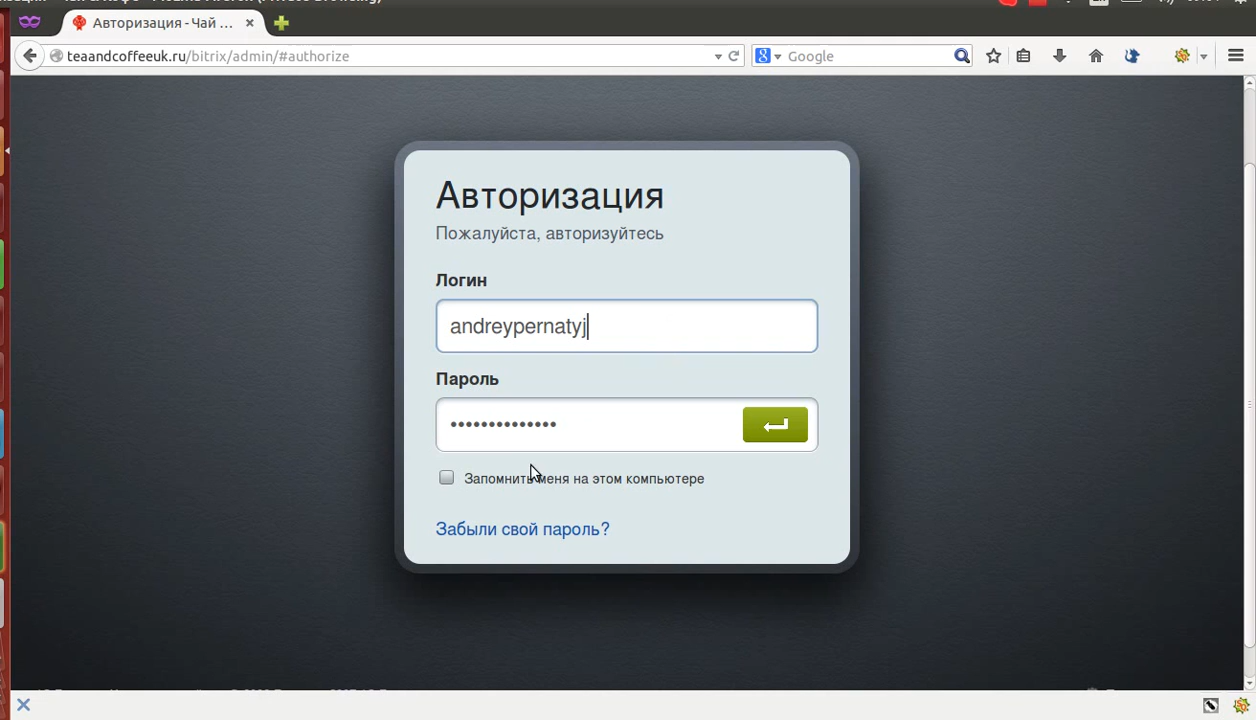 Авторизация - Чай ...
teaandcoffeeuk.ru/bitrix/admin/#authorize
Google
Авторизация
Пожалуйста, авторизуйтесь
Логин
andreypernatyj
Пароль
••••••••••••••
Запомнить меня на этом компьютере
Забыли свой пароль?